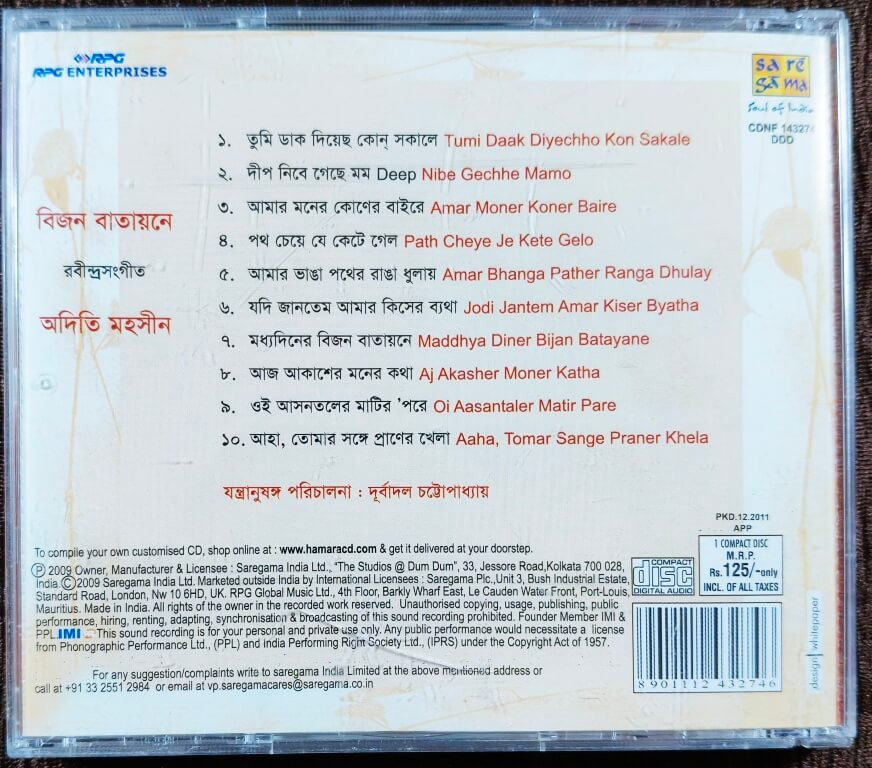 RPG
RPG ENTERPRISES
sa re
ga ma
Soul of India
CDNF 143274
DDD
১. তুমি ডাক দিয়েছ কোন্ সকালে Tumi Daak Diyechho Kon Sakale
২. দীপ নিবে গেছে মম Deep Nibe Gechhe Mamo
৩. আমার মনের কোণের বাইরে Amar Moner Koner Baire
৪. পথ চেয়ে যে কেটে গেল Path Cheye Je Kete Gelo
৫. আমার ভাঙা পথের রাঙা ধুলায় Amar Bhanga Pather Ranga Dhulay
৬. যদি জানতেম আমার কিসের ব্যথা Jodi Jantem Amar Kiser Byatha
৭. মধ্যদিনের বিজন বাতায়নে Maddhya Diner Bijan Batayane
৮. আজ আকাশের মনের কথা Aj Akasher Moner Katha
৯. ওই আসনতলের মাটির 'পরে Oi Aasantaler Matir Pare
১০. আহা, তোমার সঙ্গে প্রাণের খেলা Aaha, Tomar Sange Praner Khela
বিজন বাতায়নে
রবীন্দ্রসংগীত
অদিতি মহসীন
যন্ত্রানুষঙ্গ পরিচালনা : দূর্বাদল চট্টোপাধ্যায়
PKD.12.2011
APP
1 COMPACT DISC
M.R.P.
Rs.125/-only
INCL. OF ALL TAXES
COMPACT
disc
DIGITAL AUDIO
To compile your own customised CD, shop online at : www.hamaracd.com & get it delivered at your doorstep.
Ⓟ 2009 Owner, Manufacturer & Licensee : Saregama India Ltd., "The Studios @ Dum Dum", 33, Jessore Road,Kolkata 700 028,
India.Ⓒ2009 Saregama India Ltd. Marketed outside India by International Licensees : Saregama Plc.,Unit 3, Bush Industrial Estate,
Standard Road, London, Nw 10 6HD, UK. RPG Global Music Ltd., 4th Floor, Barkly Wharf East, Le Cauden Water Front, Port-Louis,
Mauritius. Made in India. All rights of the owner in the recorded work reserved. Unauthorised copying, usage, publishing, public
performance, hiring, renting, adapting, synchronisation & broadcasting of this sound recording prohibited. Founder Member IMI &
PPL.IMI This sound recording is for your personal and private use only. Any public performance would necessitate a license
from Phonographic Performance Ltd., (PPL) and india Performing Right Society Ltd., (IPRS) under the Copyright Act of 1957.
For any suggestion/complaints write to saregama India Limited at the above mentioned address or
call at +91 33 2551 2984 or email at vp.saregamacares@saregama.co.in
8 901112 432746
design|whitepaper